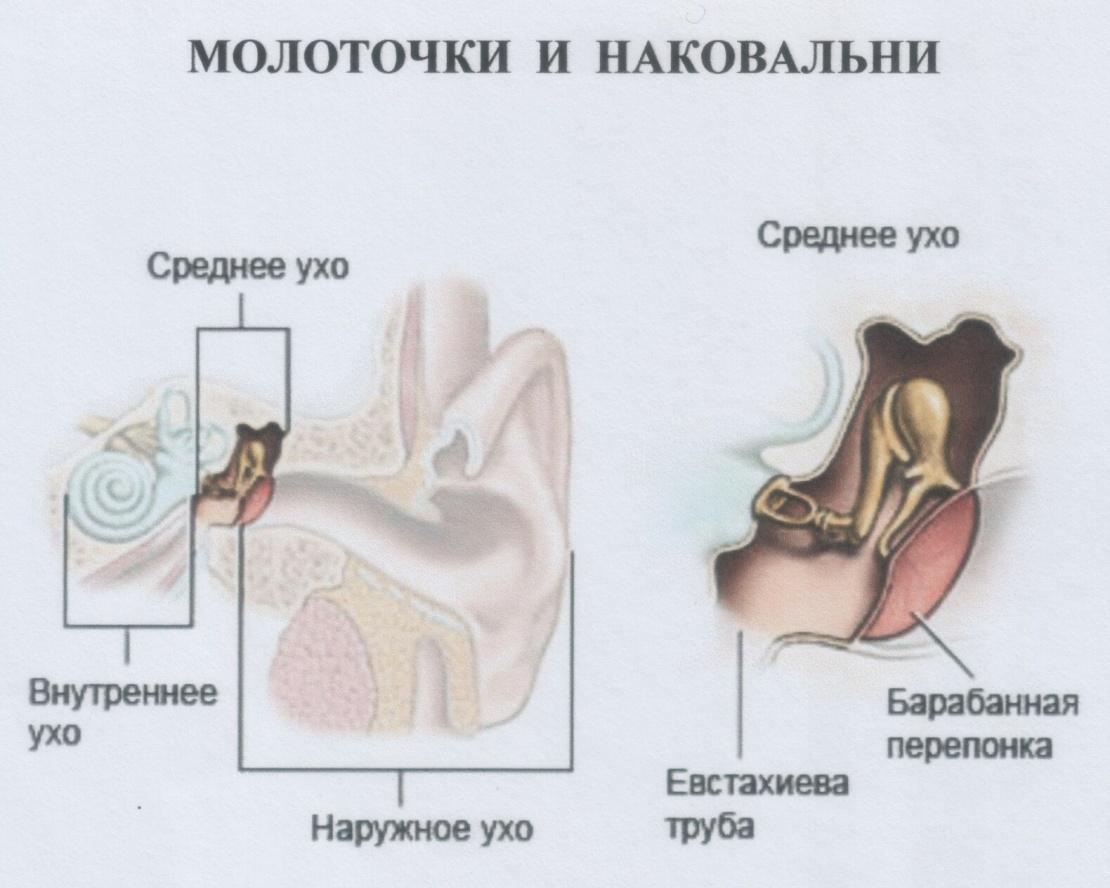 МОЛОТОЧКИ И НАКОВАЛЬНИ
Среднее ухо
Внутреннее
ухо
Наружное ухо
Среднее ухо
Барабанная
перепонка
Евстахиева
труба